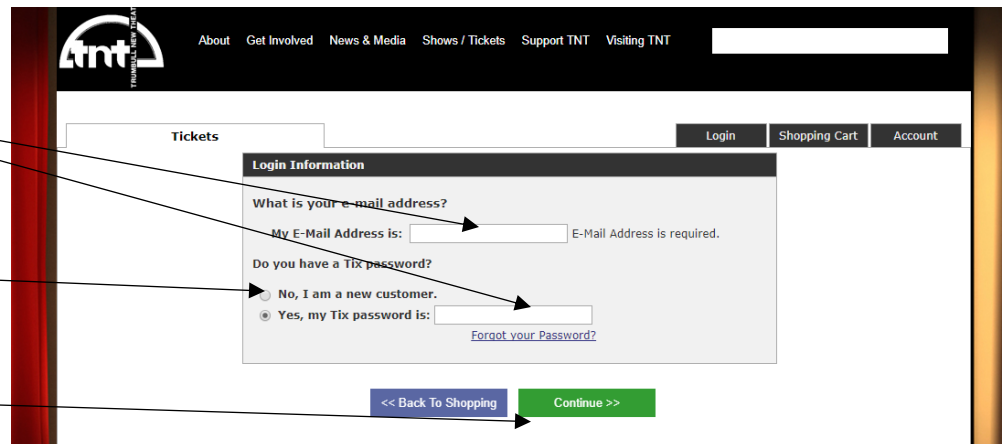 tnt
TRUMBULL NEW THEAT
About Get Involved News & Media Shows / Tickets Support TNT Visiting TNT
Tickets
Login Shopping Cart Account
Login Information
What is your e-mail address?
My E-Mail Address is: E-Mail Address is required.
Do you have a Tix password?
No, I am a new customer.
Yes, my Tix password is:
Forgot your Password?
<< Back To Shopping Continue >>